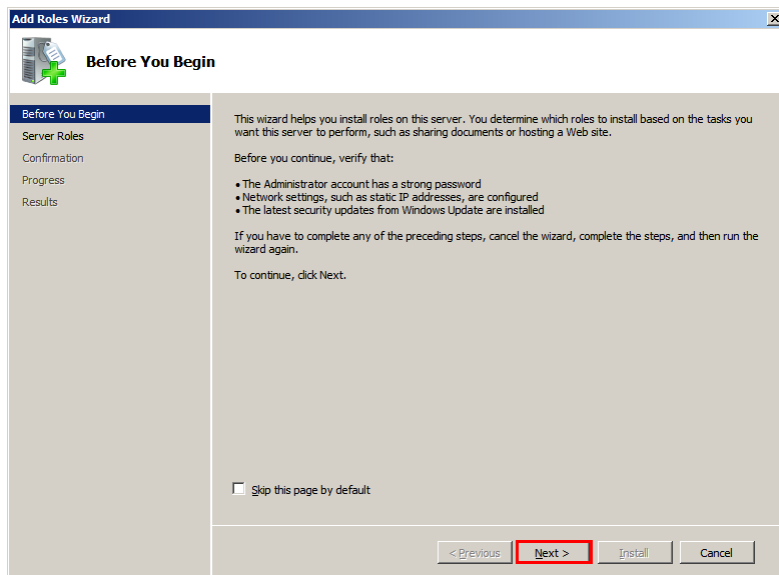 Add Roles Wizard
Before You Begin
Before You Begin
Server Roles
Confirmation
Progress
Results
This wizard helps you install roles on this server. You determine which roles to install based on the tasks you
want this server to perform, such as sharing documents or hosting a Web site.
Before you continue, verify that:
• The Administrator account has a strong password
• Network settings, such as static IP addresses, are configured
• The latest security updates from Windows Update are installed
If you have to complete any of the preceding steps, cancel the wizard, complete the steps, and then run the
wizard again.
To continue, click Next.
Skip this page by default
< Previous
Next >
Install
Cancel